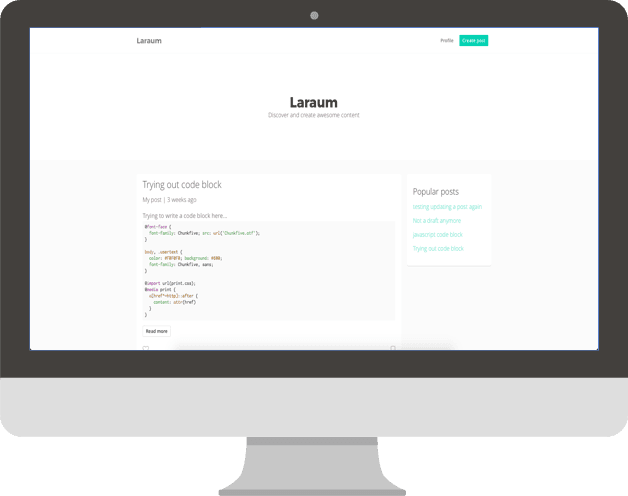 Laraum
Profile
Create post
Laraum
Discover and create awesome content
Trying out code block
My post | 3 weeks ago
Trying to write a code block here...
@font-face {
font-family: Chunkfive; src: url('Chunkfive.otf');
}
body, .usertext {
color: #F0F0F0; background: #600;
font-family: Chunkfive, sans;
}
@import url(print.css);
@media print {
a[href^=http]::after {
content: attr(href)
}
}
Read more
Popular posts
testing updating a post again
Not a draft anymore
javascript code block
Trying out code block